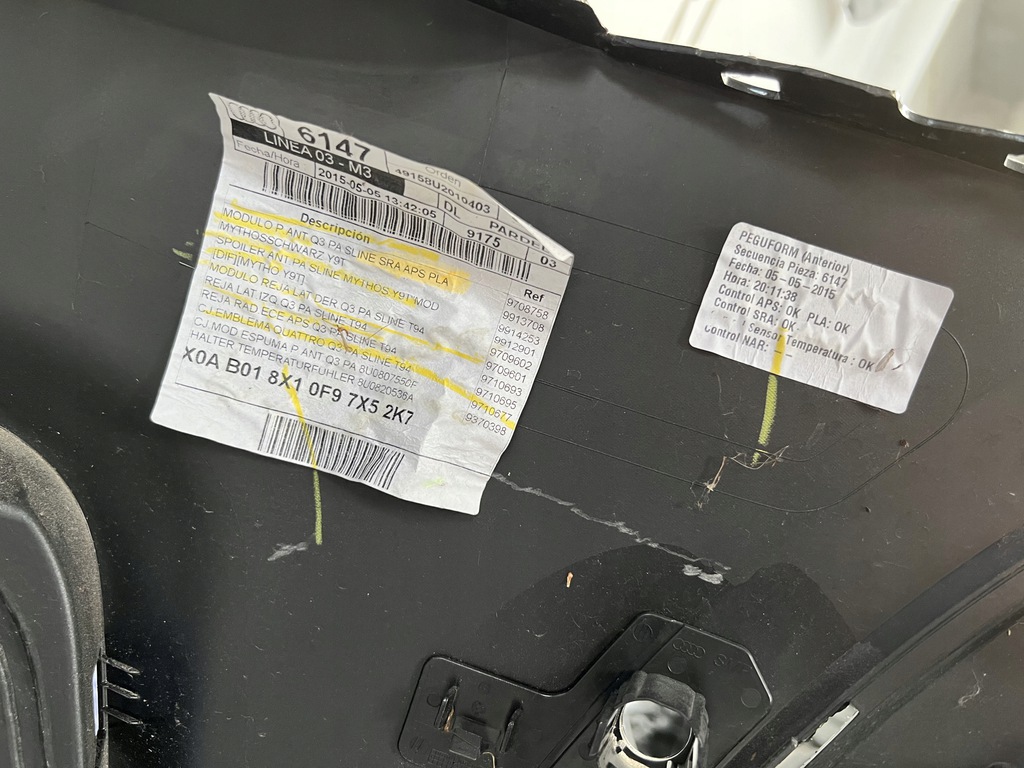 6147
Orden
LINEA 03 - M3
49158U2010403
Fecha/Hora
2015-05-05 13:42:05
DL
9175
03
Descripción
Ref
MODULO P ANT Q3 PA SLINE SRA APS PLA
9708758
MYTHOSSCHWARZ Y9T
9913708
SPOILER ANT PA SLINE MYTHOS Y9T MOD
9914253
[DIF]MYTHO Y9T]
9912901
MODULO REJA LAT DER Q3 PA SLINE T94
9709602
REJA LAT IZQ Q3 PA SLINE T94
9709601
REJA RAD ECE APS Q3 PA SLINE T94
9710693
CJ EMBLEMA QUATTRO Q3 PA SLINE T94
9710695
CJ MOD ESPUMA P ANT Q3 PA 8U0807550F
9710677
HALTER TEMPERATURFUHLER 8U0820536A
9370398
X0A B01 8X1 0F9 7X5 2K7
PEGUFORM (Anterior)
Secuencia Pieza: 6147
Fecha: 05-05-2015
Hora: 20:11:38
Control APS: OK PLA: OK
Control SRA: OK
Sensor Temperatura : OK
Control NAR: - -